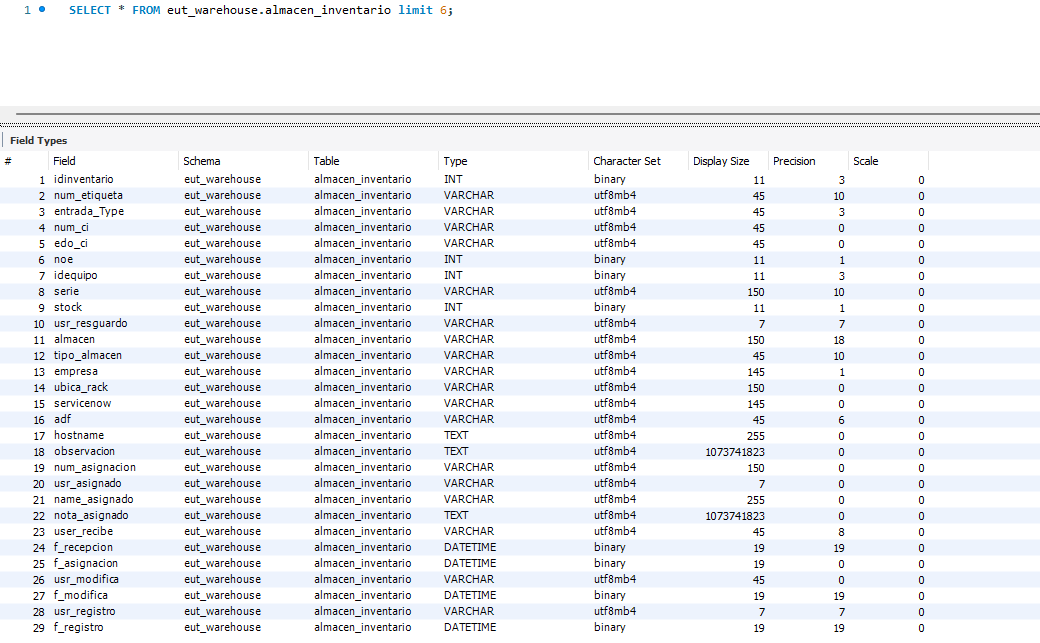 1 SELECT * FROM eut_warehouse.almacen_inventario limit 6;
Field Types
# Field Schema Table Type Character Set Display Size Precision Scale
1 idinventario eut_warehouse almacen_inventario INT binary 11 3 0
2 num_etiqueta eut_warehouse almacen_inventario VARCHAR utf8mb4 45 10 0
3 entrada_Type eut_warehouse almacen_inventario VARCHAR utf8mb4 45 3 0
4 num_ci eut_warehouse almacen_inventario VARCHAR utf8mb4 45 0 0
5 edo_ci eut_warehouse almacen_inventario VARCHAR utf8mb4 45 0 0
6 noe eut_warehouse almacen_inventario INT binary 11 1 0
7 idequipo eut_warehouse almacen_inventario INT binary 11 3 0
8 serie eut_warehouse almacen_inventario VARCHAR utf8mb4 150 10 0
9 stock eut_warehouse almacen_inventario INT binary 11 1 0
10 usr_resguardo eut_warehouse almacen_inventario VARCHAR utf8mb4 7 7 0
11 almacen eut_warehouse almacen_inventario VARCHAR utf8mb4 150 18 0
12 tipo_almacen eut_warehouse almacen_inventario VARCHAR utf8mb4 45 10 0
13 empresa eut_warehouse almacen_inventario VARCHAR utf8mb4 145 1 0
14 ubica_rack eut_warehouse almacen_inventario VARCHAR utf8mb4 150 0 0
15 servicenow eut_warehouse almacen_inventario VARCHAR utf8mb4 145 0 0
16 adf eut_warehouse almacen_inventario VARCHAR utf8mb4 45 6 0
17 hostname eut_warehouse almacen_inventario TEXT utf8mb4 255 0 0
18 observacion eut_warehouse almacen_inventario TEXT utf8mb4 1073741823 0 0
19 num_asignacion eut_warehouse almacen_inventario VARCHAR utf8mb4 150 0 0
20 usr_asignado eut_warehouse almacen_inventario VARCHAR utf8mb4 7 0 0
21 name_asignado eut_warehouse almacen_inventario VARCHAR utf8mb4 255 0 0
22 nota_asignado eut_warehouse almacen_inventario TEXT utf8mb4 1073741823 0 0
23 user_recibe eut_warehouse almacen_inventario VARCHAR utf8mb4 45 8 0
24 f_recepcion eut_warehouse almacen_inventario DATETIME binary 19 19 0
25 f_asignacion eut_warehouse almacen_inventario DATETIME binary 19 0 0
26 usr_modifica eut_warehouse almacen_inventario VARCHAR utf8mb4 45 0 0
27 f_modifica eut_warehouse almacen_inventario DATETIME binary 19 19 0
28 usr_registro eut_warehouse almacen_inventario VARCHAR utf8mb4 7 7 0
29 f_registro eut_warehouse almacen_inventario DATETIME binary 19 19 0